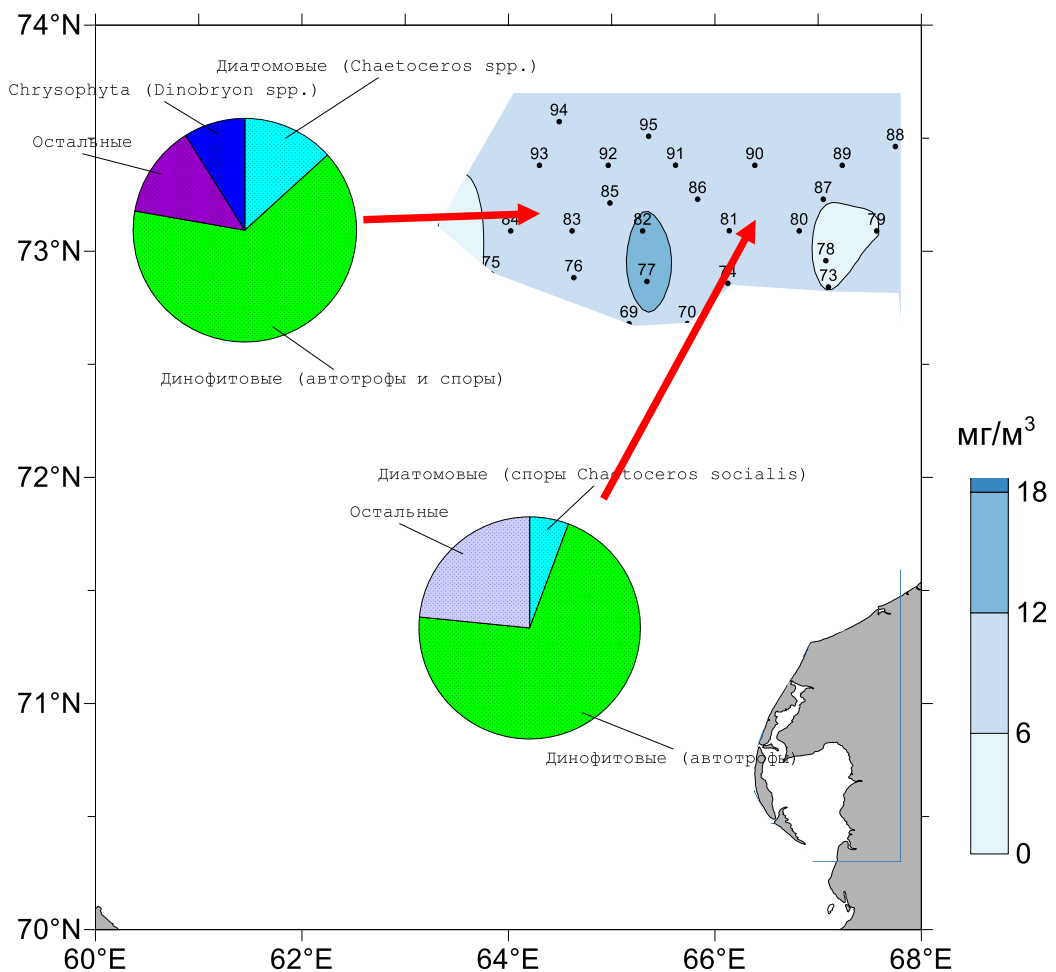 74°N
Диатомовые (Chaetoceros spp.)
Chrysophyta (Dinobryon spp.)
Остальные
94
95
88
93
92
91
90
89
85
86
87
84
83
82
81
80
79
73°N
75
76
77
74
78
73
69
70
Динофитовые (автотрофы и споры)
мг/м³
72°N
Диатомовые (споры Chaetoceros socialis)
18
Остальные
12
71°N
6
Динофитовые (автотрофы)
0
70°N
60°E
62°E
64°E
66°E
68°E